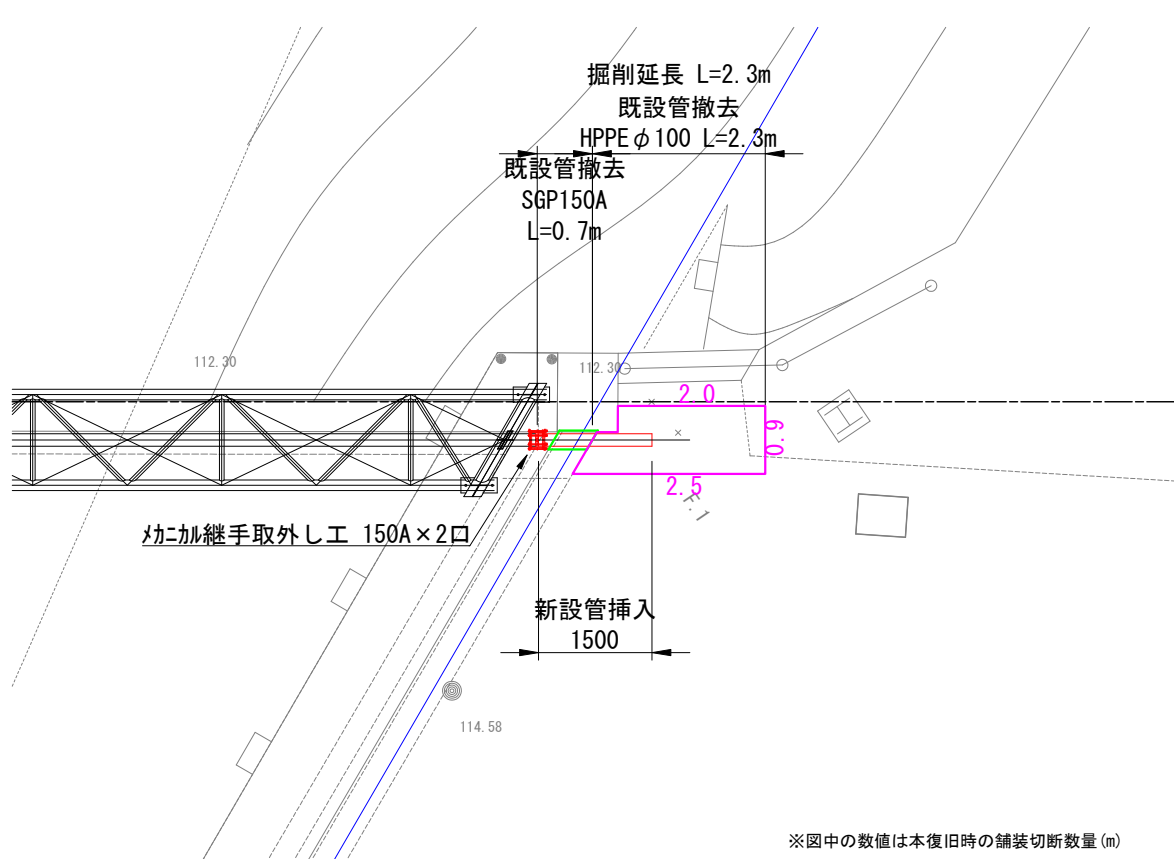 掘削延長 L=2.3m
既設管撤去
HPPEφ100 L=2.3m
既設管撤去
SGP150A
L=0.7m
112.30
112.30
2.0
0.9
2.5
F.1
ﾒｶﾆｶﾙ継手取外し工 150A×2口
新設管挿入
1500
114.58
※図中の数値は本復旧時の舗装切断数量(m)